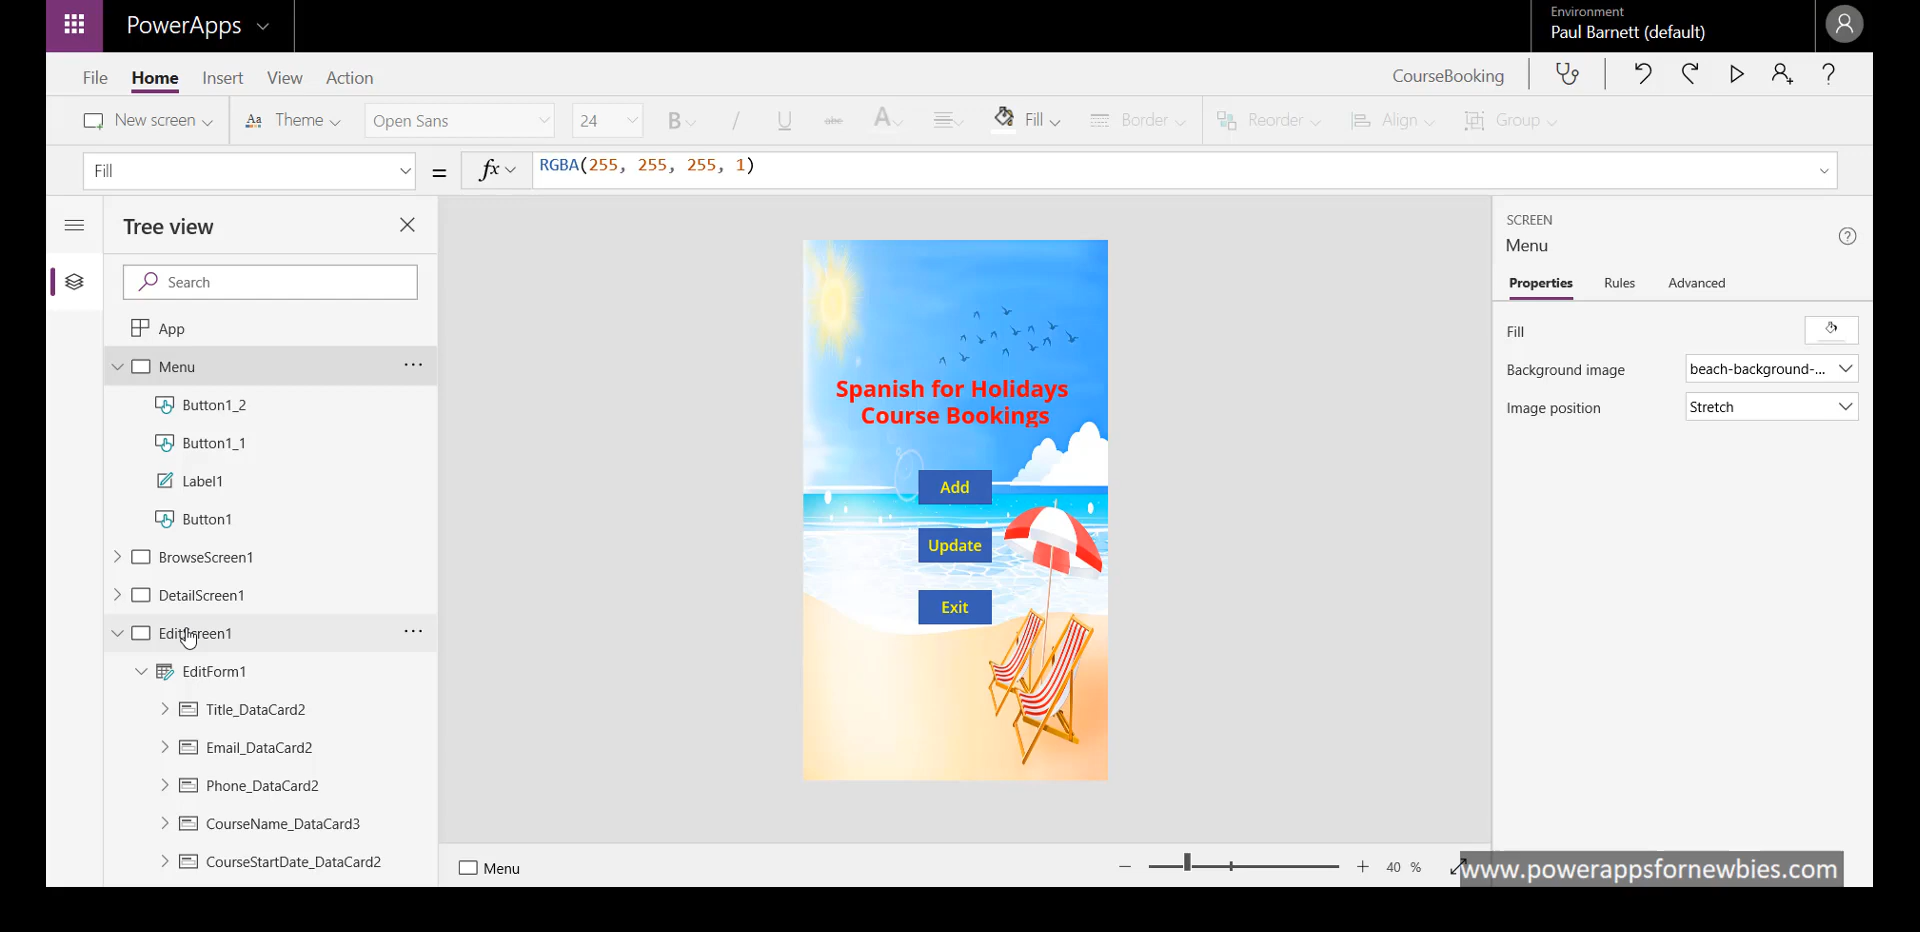 PowerApps
Environment
Paul Barnett (default)
File Home Insert View Action
CourseBooking
New screen
Aa Theme
Open Sans
24
B / U abc A
Fill
Border
Reorder
Align
Group
Fill
= fx
RGBA(255, 255, 255, 1)
Tree view
Search
App
Menu
Button1_2
Button1_1
Label1
Button1
BrowseScreen1
DetailScreen1
EditScreen1
EditForm1
Title_DataCard2
Email_DataCard2
Phone_DataCard2
CourseName_DataCard3
CourseStartDate_DataCard2
Spanish for Holidays
Course Bookings
Add
Update
Exit
Menu
40 %
SCREEN
Menu
Properties Rules Advanced
Fill
Background image
beach-background-...
Image position
Stretch
www.powerappsfornewbies.com